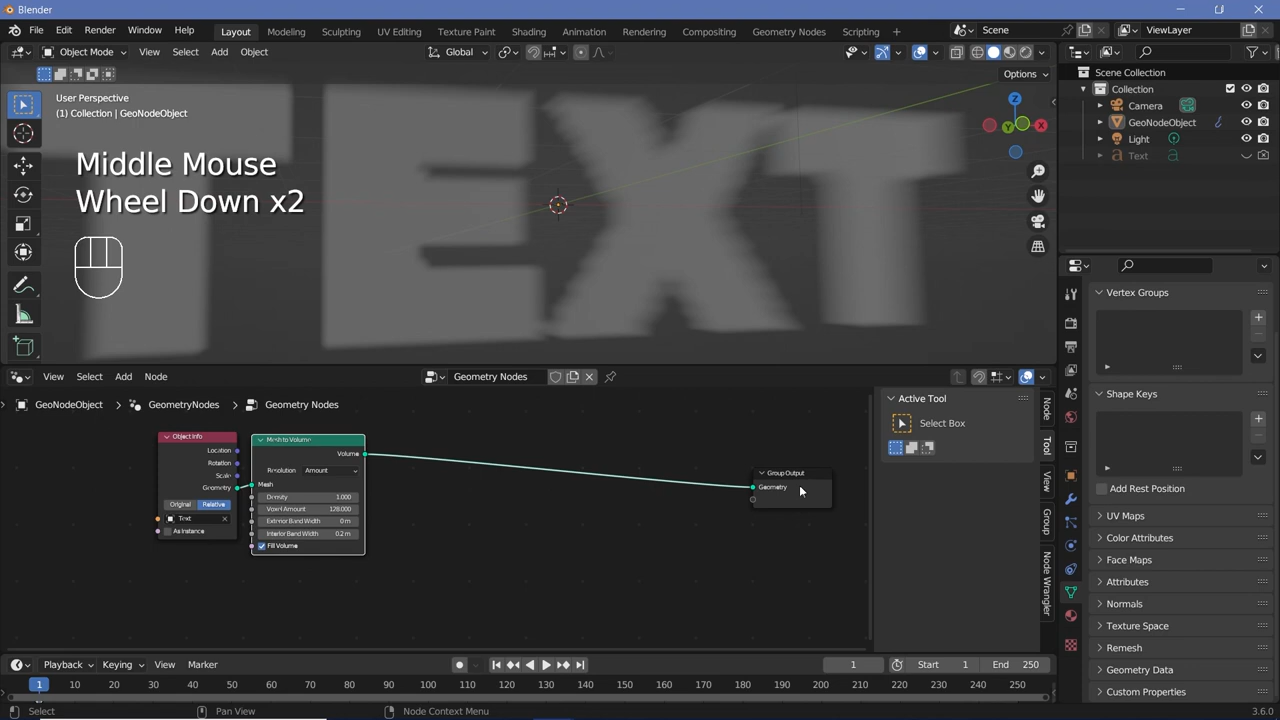 Blender
File Edit Render Window Help Layout Modeling Sculpting UV Editing Texture Paint Shading Animation Rendering Compositing Geometry Nodes Scripting + Scene ViewLayer
Object Mode View Select Add Object Global
Options
User Perspective
(1) Collection | GeoNodeObject
Middle Mouse
Wheel Down x2
TEXT
X
Y
Z
Scene Collection
Collection
Camera
GeoNodeObject
Light
Text
Vertex Groups
Shape Keys
Add Rest Position
UV Maps
Color Attributes
Face Maps
Attributes
Normals
Texture Space
Remesh
Geometry Data
Custom Properties
View Select Add Node Geometry Nodes
GeoNodeObject > GeometryNodes > Geometry Nodes
Object Info
Location
Rotation
Scale
Geometry
Original Relative
Text
As Instance
Mesh to Volume
Volume
Resolution Amount
Mesh
Density 1.000
Voxel Amount 128.000
Exterior Band Width 0 m
Interior Band Width 0.2 m
Fill Volume
Group Output
Geometry
Active Tool
Select Box
Node
Tool
View
Group
Node Wrangler
Playback Keying View Marker 1 Start 1 End 250
1 10 20 30 40 50 60 70 80 90 100 110 120 130 140 150 160 170 180 190 200 210 220 230 240 250
Select Pan View Node Context Menu 3.6.0